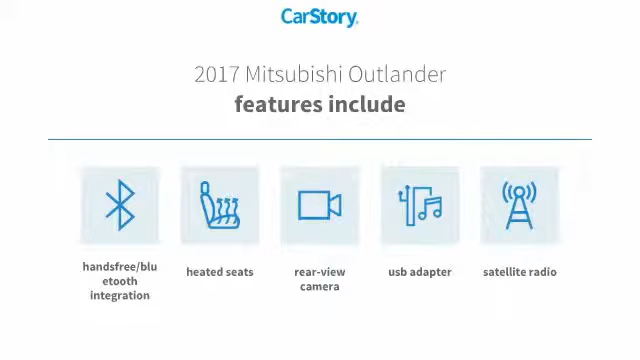 CarStory.
2017 Mitsubishi Outlander
features include
handsfree/blu
etooth
integration
heated seats
rear-view
camera
usb adapter
satellite radio